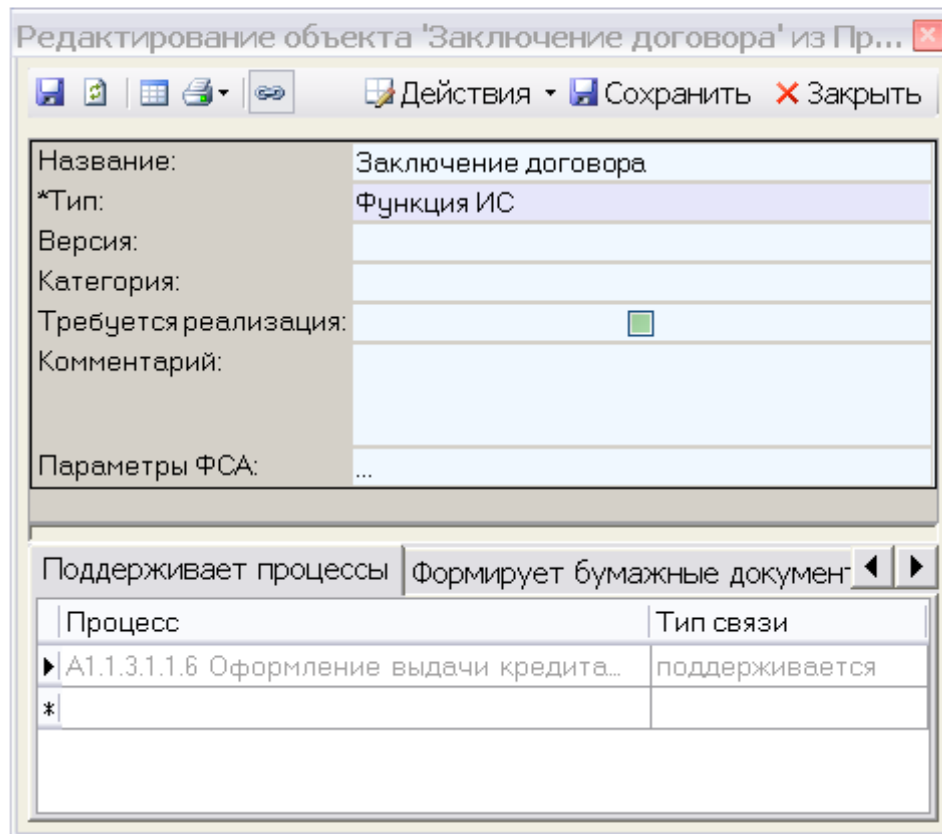 Редактирование объекта 'Заключение договора' из Пр...
Действия Сохранить Закрыть
Название: Заключение договора
*Тип: Функция ИС
Версия:
Категория:
Требуется реализация:
Комментарий:
Параметры ФСА: ...
Поддерживает процессы Формирует бумажные документ
Процесс Тип связи
А1.1.3.1.1.6 Оформление выдачи кредита... поддерживается
*